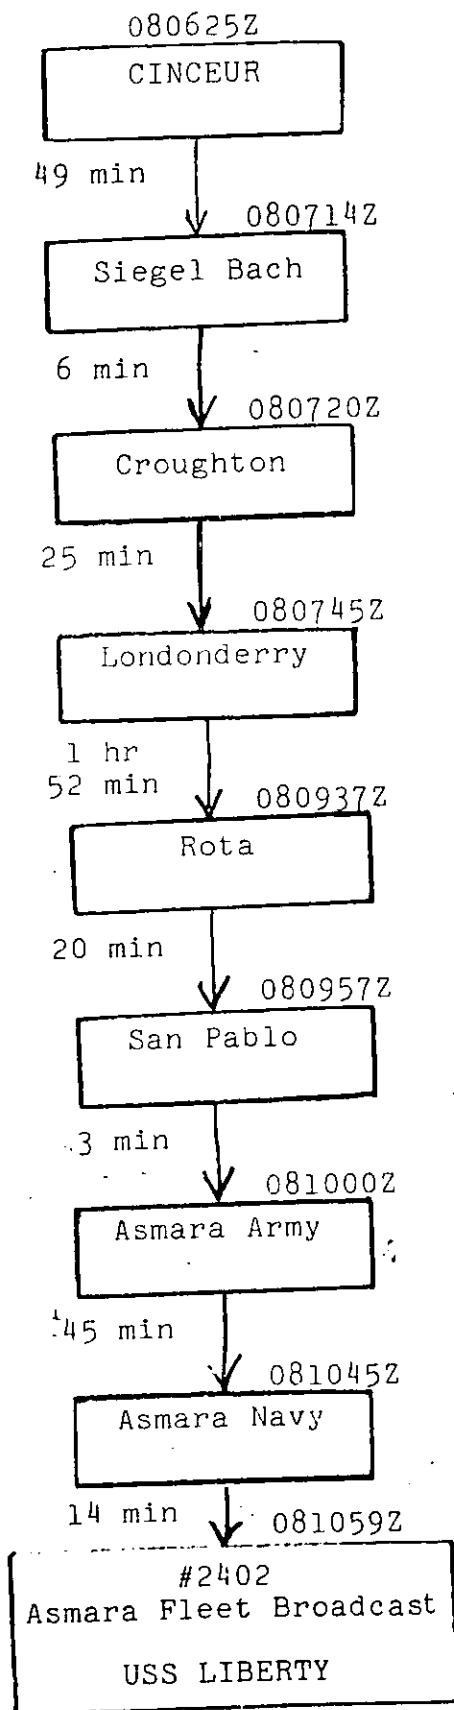 080625Z
CINCEUR
49 min
080714Z
Siegel Bach
6 min
080720Z
Croughton
25 min
080745Z
Londonderry
1 hr
52 min
080937Z
Rota
20 min
080957Z
San Pablo
3 min
081000Z
Asmara Army
45 min
081045Z
Asmara Navy
14 min
081059Z
#2402
Asmara Fleet Broadcast
USS LIBERTY